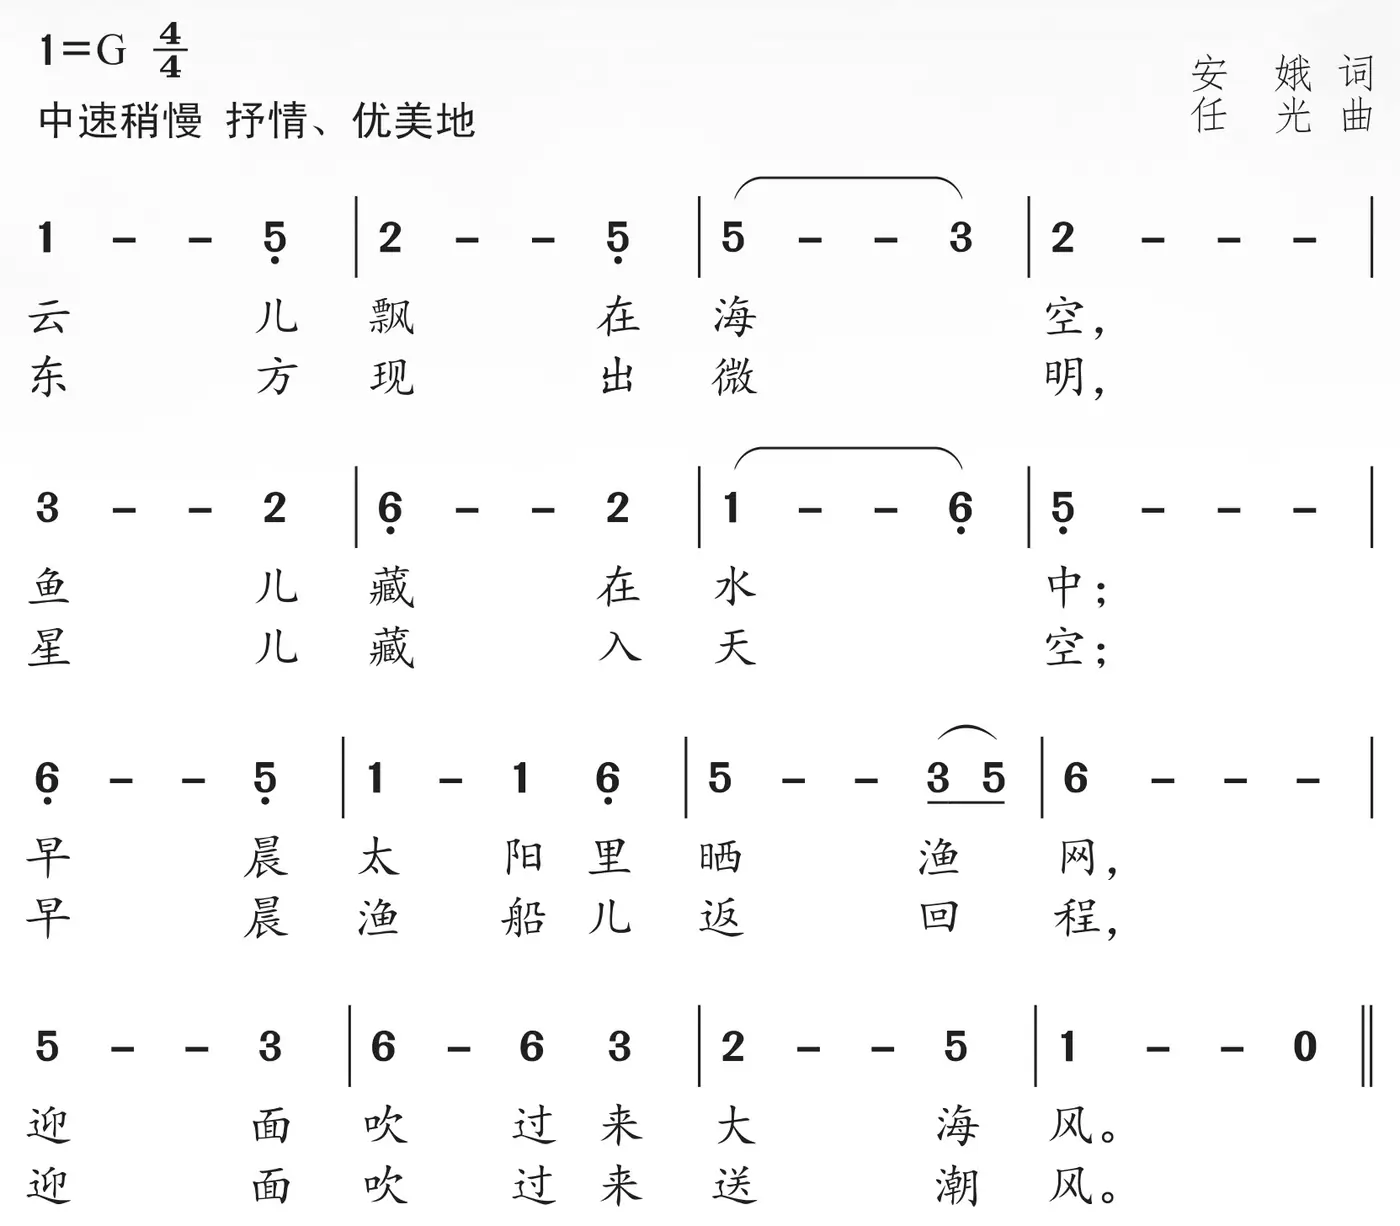 1=G 4/4
安 娥 词
中速稍慢 抒情、优美地
任 光 曲
1 – – 5̣ | 2 – – 5̣ | 5 – – 3 | 2 – – – |
云 儿 飘 在 海 空，
东 方 现 出 微 明，
3 – – 2 | 6̣ – – 2 | 1 – – 6̣ | 5̣ – – – |
鱼 儿 藏 在 水 中；
星 儿 藏 入 天 空；
6̣ – – 5̣ | 1 – 1 6̣ | 5 – – 3 5 | 6 – – – |
早 晨 太 阳 里 晒 渔 网，
早 晨 渔 船 儿 返 回 程，
5 – – 3 | 6 – 6 3 | 2 – – 5 | 1 – – 0 ‖
迎 面 吹 过 来 大 海 风。
迎 面 吹 过 来 送 潮 风。